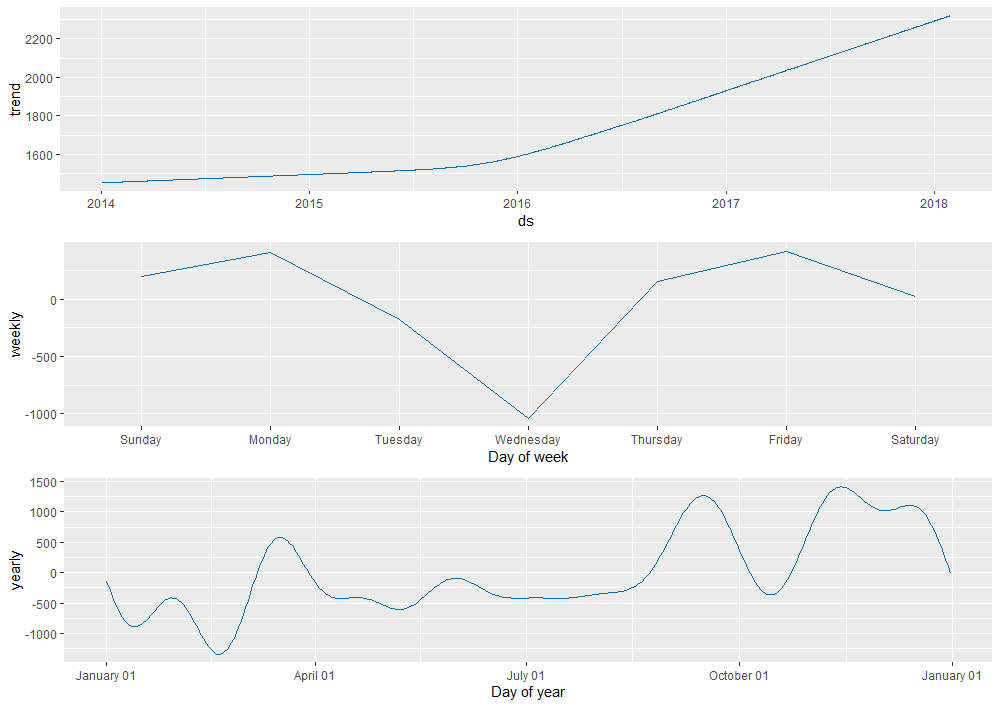 trend
2200
2000
1800
1600
2014 2015 2016 2017 2018
ds
weekly
0
-500
-1000
Sunday Monday Tuesday Wednesday Thursday Friday Saturday
Day of week
yearly
1500
1000
500
0
-500
-1000
January 01 April 01 July 01 October 01 January 01
Day of year